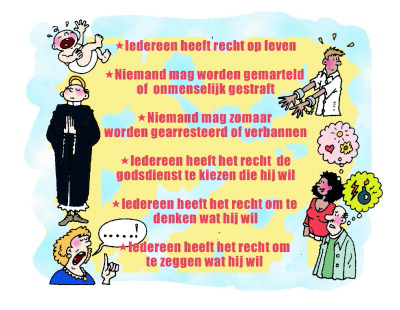 ★Iedereen heeft recht op leven
★Niemand mag worden gemarteld
of onmenselijk gestraft
★Niemand mag zomaar
worden gearresteerd of verbannen
★Iedereen heeft het recht de
godsdienst te kiezen die hij wil
★Iedereen heeft het recht om te
denken wat hij wil
.....!
★Iedereen heeft het recht om
te zeggen wat hij wil